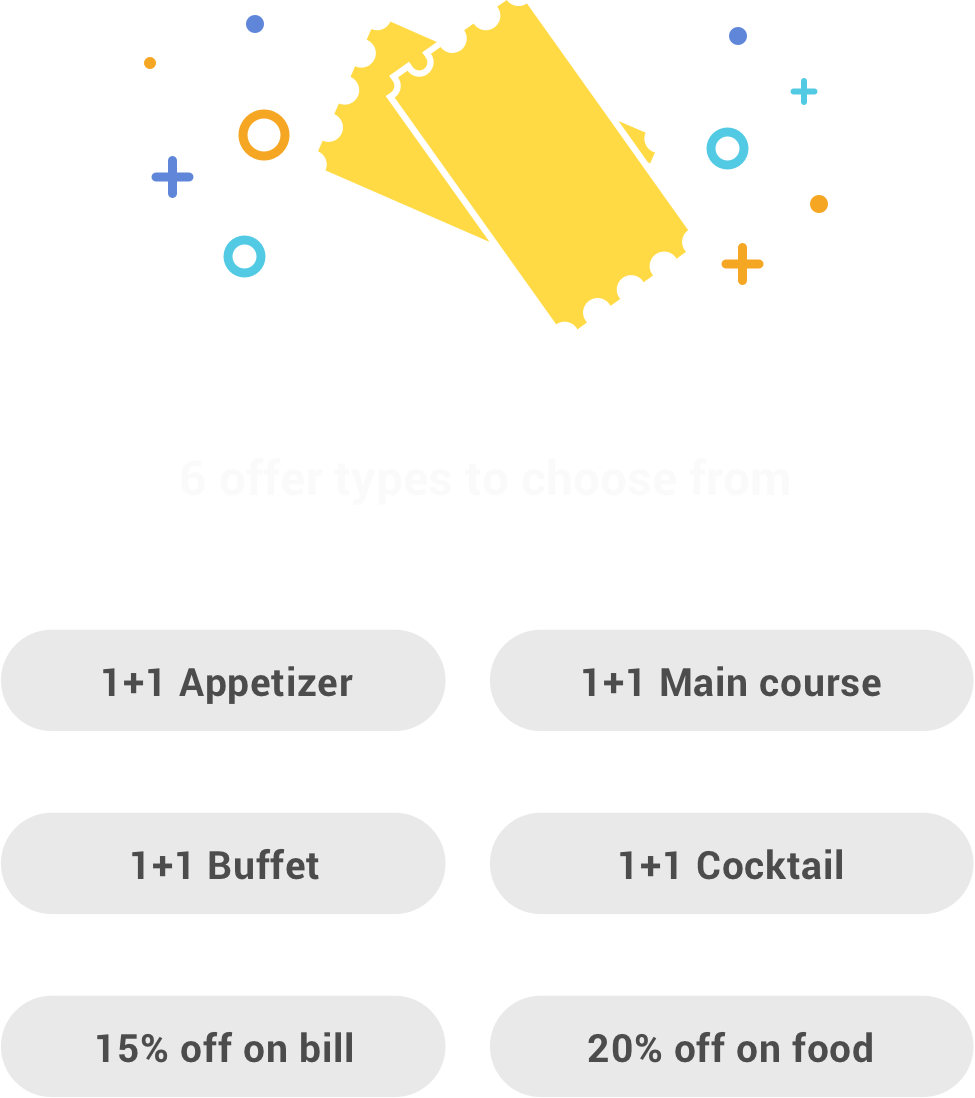 6 offer types to choose from
1+1 Appetizer
1+1 Main course
1+1 Buffet
1+1 Cocktail
15% off on bill
20% off on food